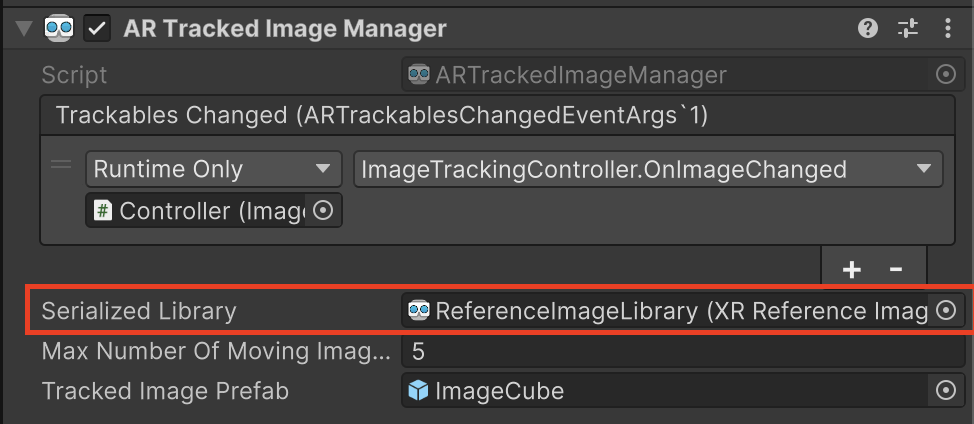 AR Tracked Image Manager
Script ARTrackedImageManager
Trackables Changed (ARTrackablesChangedEventArgs`1)
Runtime Only ImageTrackingController.OnImageChanged
# Controller (Imag
+ -
Serialized Library ReferenceImageLibrary (XR Reference Imag
Max Number Of Moving Imag... 5
Tracked Image Prefab ImageCube